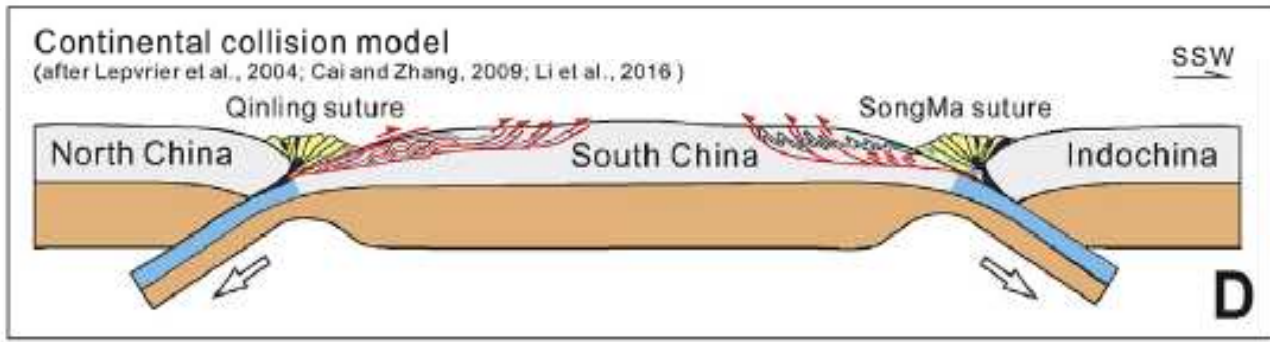 Continental collision model
(after Lepvrier et al., 2004; Cai and Zhang, 2009; Li et al., 2016)
SSW
Qinling suture
SongMa suture
North China
South China
Indochina
D